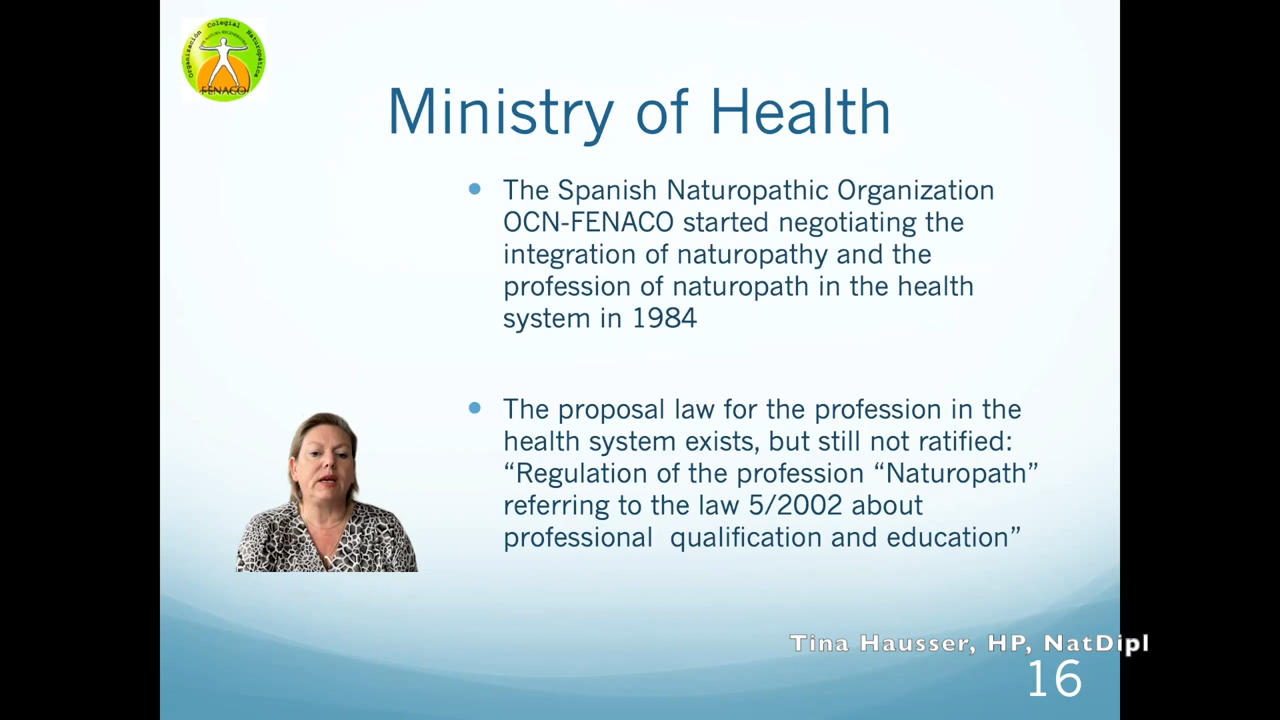 Organización Colegial Naturopática
FENACO
Ministry of Health
The Spanish Naturopathic Organization
OCN-FENACO started negotiating the
integration of naturopathy and the
profession of naturopath in the health
system in 1984
The proposal law for the profession in the
health system exists, but still not ratified:
“Regulation of the profession “Naturopath”
referring to the law 5/2002 about
professional  qualification and education”
Tina Hausser, HP, NatDipl
16